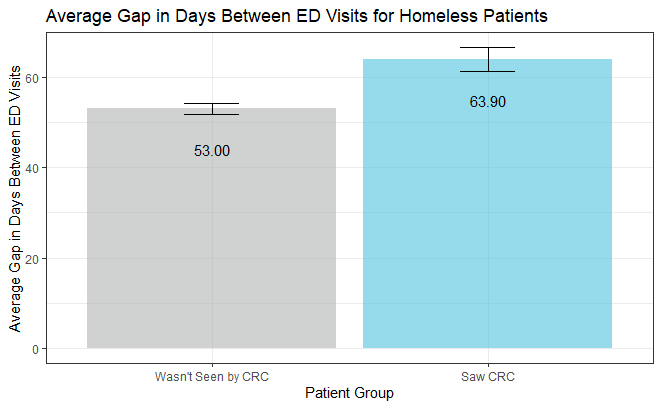 Average Gap in Days Between ED Visits for Homeless Patients
Average Gap in Days Between ED Visits
60
40
20
0
53.00
63.90
Wasn't Seen by CRC
Saw CRC
Patient Group